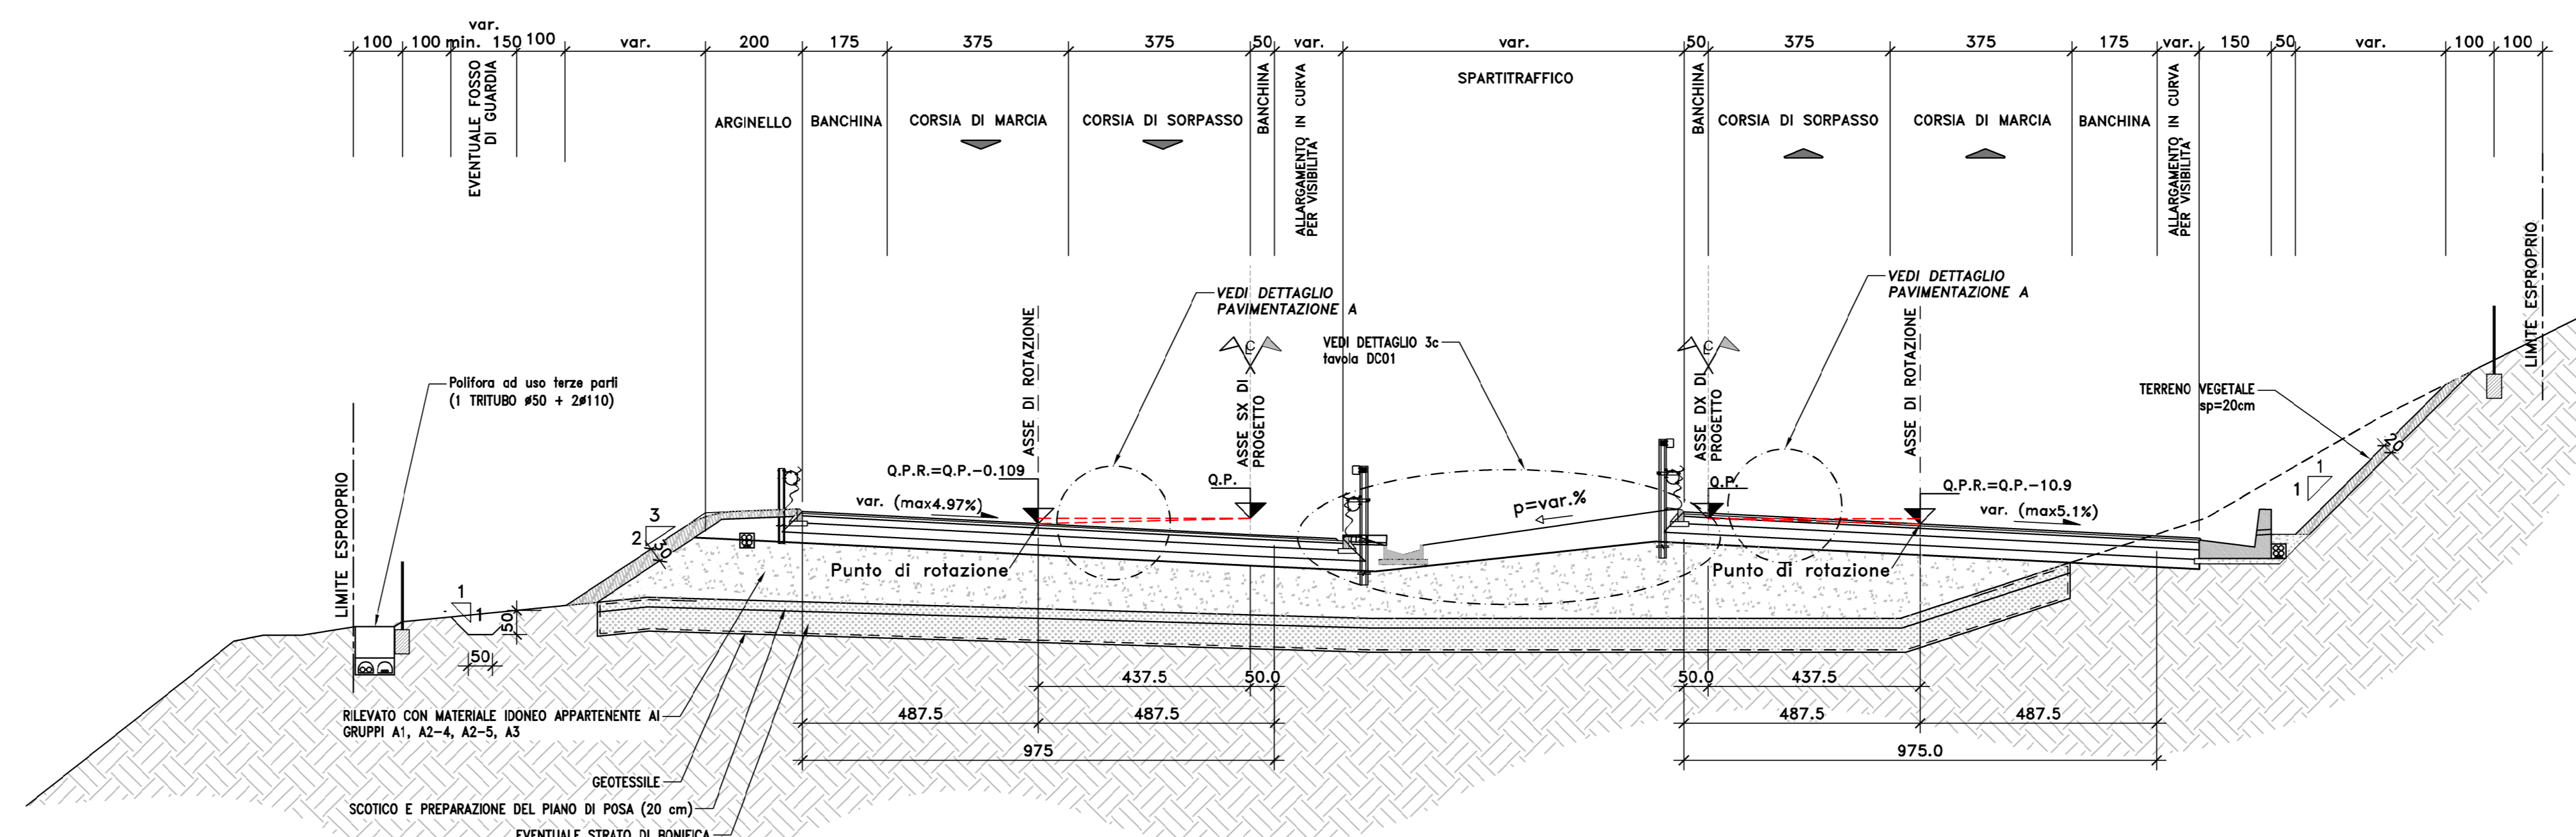 var.
100
100
min. 150
100
var.
200
175
375
375
50
var.
var.
50
375
375
175
var.
150
50
var.
100
100
EVENTUALE FOSSO
DI GUARDIA
ARGINELLO
BANCHINA
CORSIA DI MARCIA
CORSIA DI SORPASSO
BANCHINA
ALLARGAMENTO IN CURVA
PER VISIBILITA'
SPARTITRAFFICO
BANCHINA
CORSIA DI SORPASSO
CORSIA DI MARCIA
BANCHINA
ALLARGAMENTO IN CURVA
PER VISIBILITA'
LIMITE ESPROPRIO
VEDI DETTAGLIO
PAVIMENTAZIONE A
VEDI DETTAGLIO
PAVIMENTAZIONE A
ASSE DI ROTAZIONE
ASSE SX DI
PROGETTO
VEDI DETTAGLIO 3c
tavola DC01
ASSE DX DI
PROGETTO
ASSE DI ROTAZIONE
Polifora ad uso terze parti
(1 TRITUBO ø50 + 2ø110)
TERRENO VEGETALE
sp=20cm
20
1
1
LIMITE ESPROPRIO
Q.P.R.=Q.P.-0.109
Q.P.
Q.P.
Q.P.R.=Q.P.-10.9
var. (max4.97%)
p=var.%
var. (max5.1%)
3
2
30
Punto di rotazione
Punto di rotazione
1
1
50
50
437.5
50.0
50.0
437.5
RILEVATO CON MATERIALE IDONEO APPARTENENTE AI
GRUPPI A1, A2-4, A2-5, A3
487.5
487.5
487.5
487.5
975
975.0
GEOTESSILE
SCOTICO E PREPARAZIONE DEL PIANO DI POSA (20 cm)
EVENTUALE STRATO DI BONIFICA